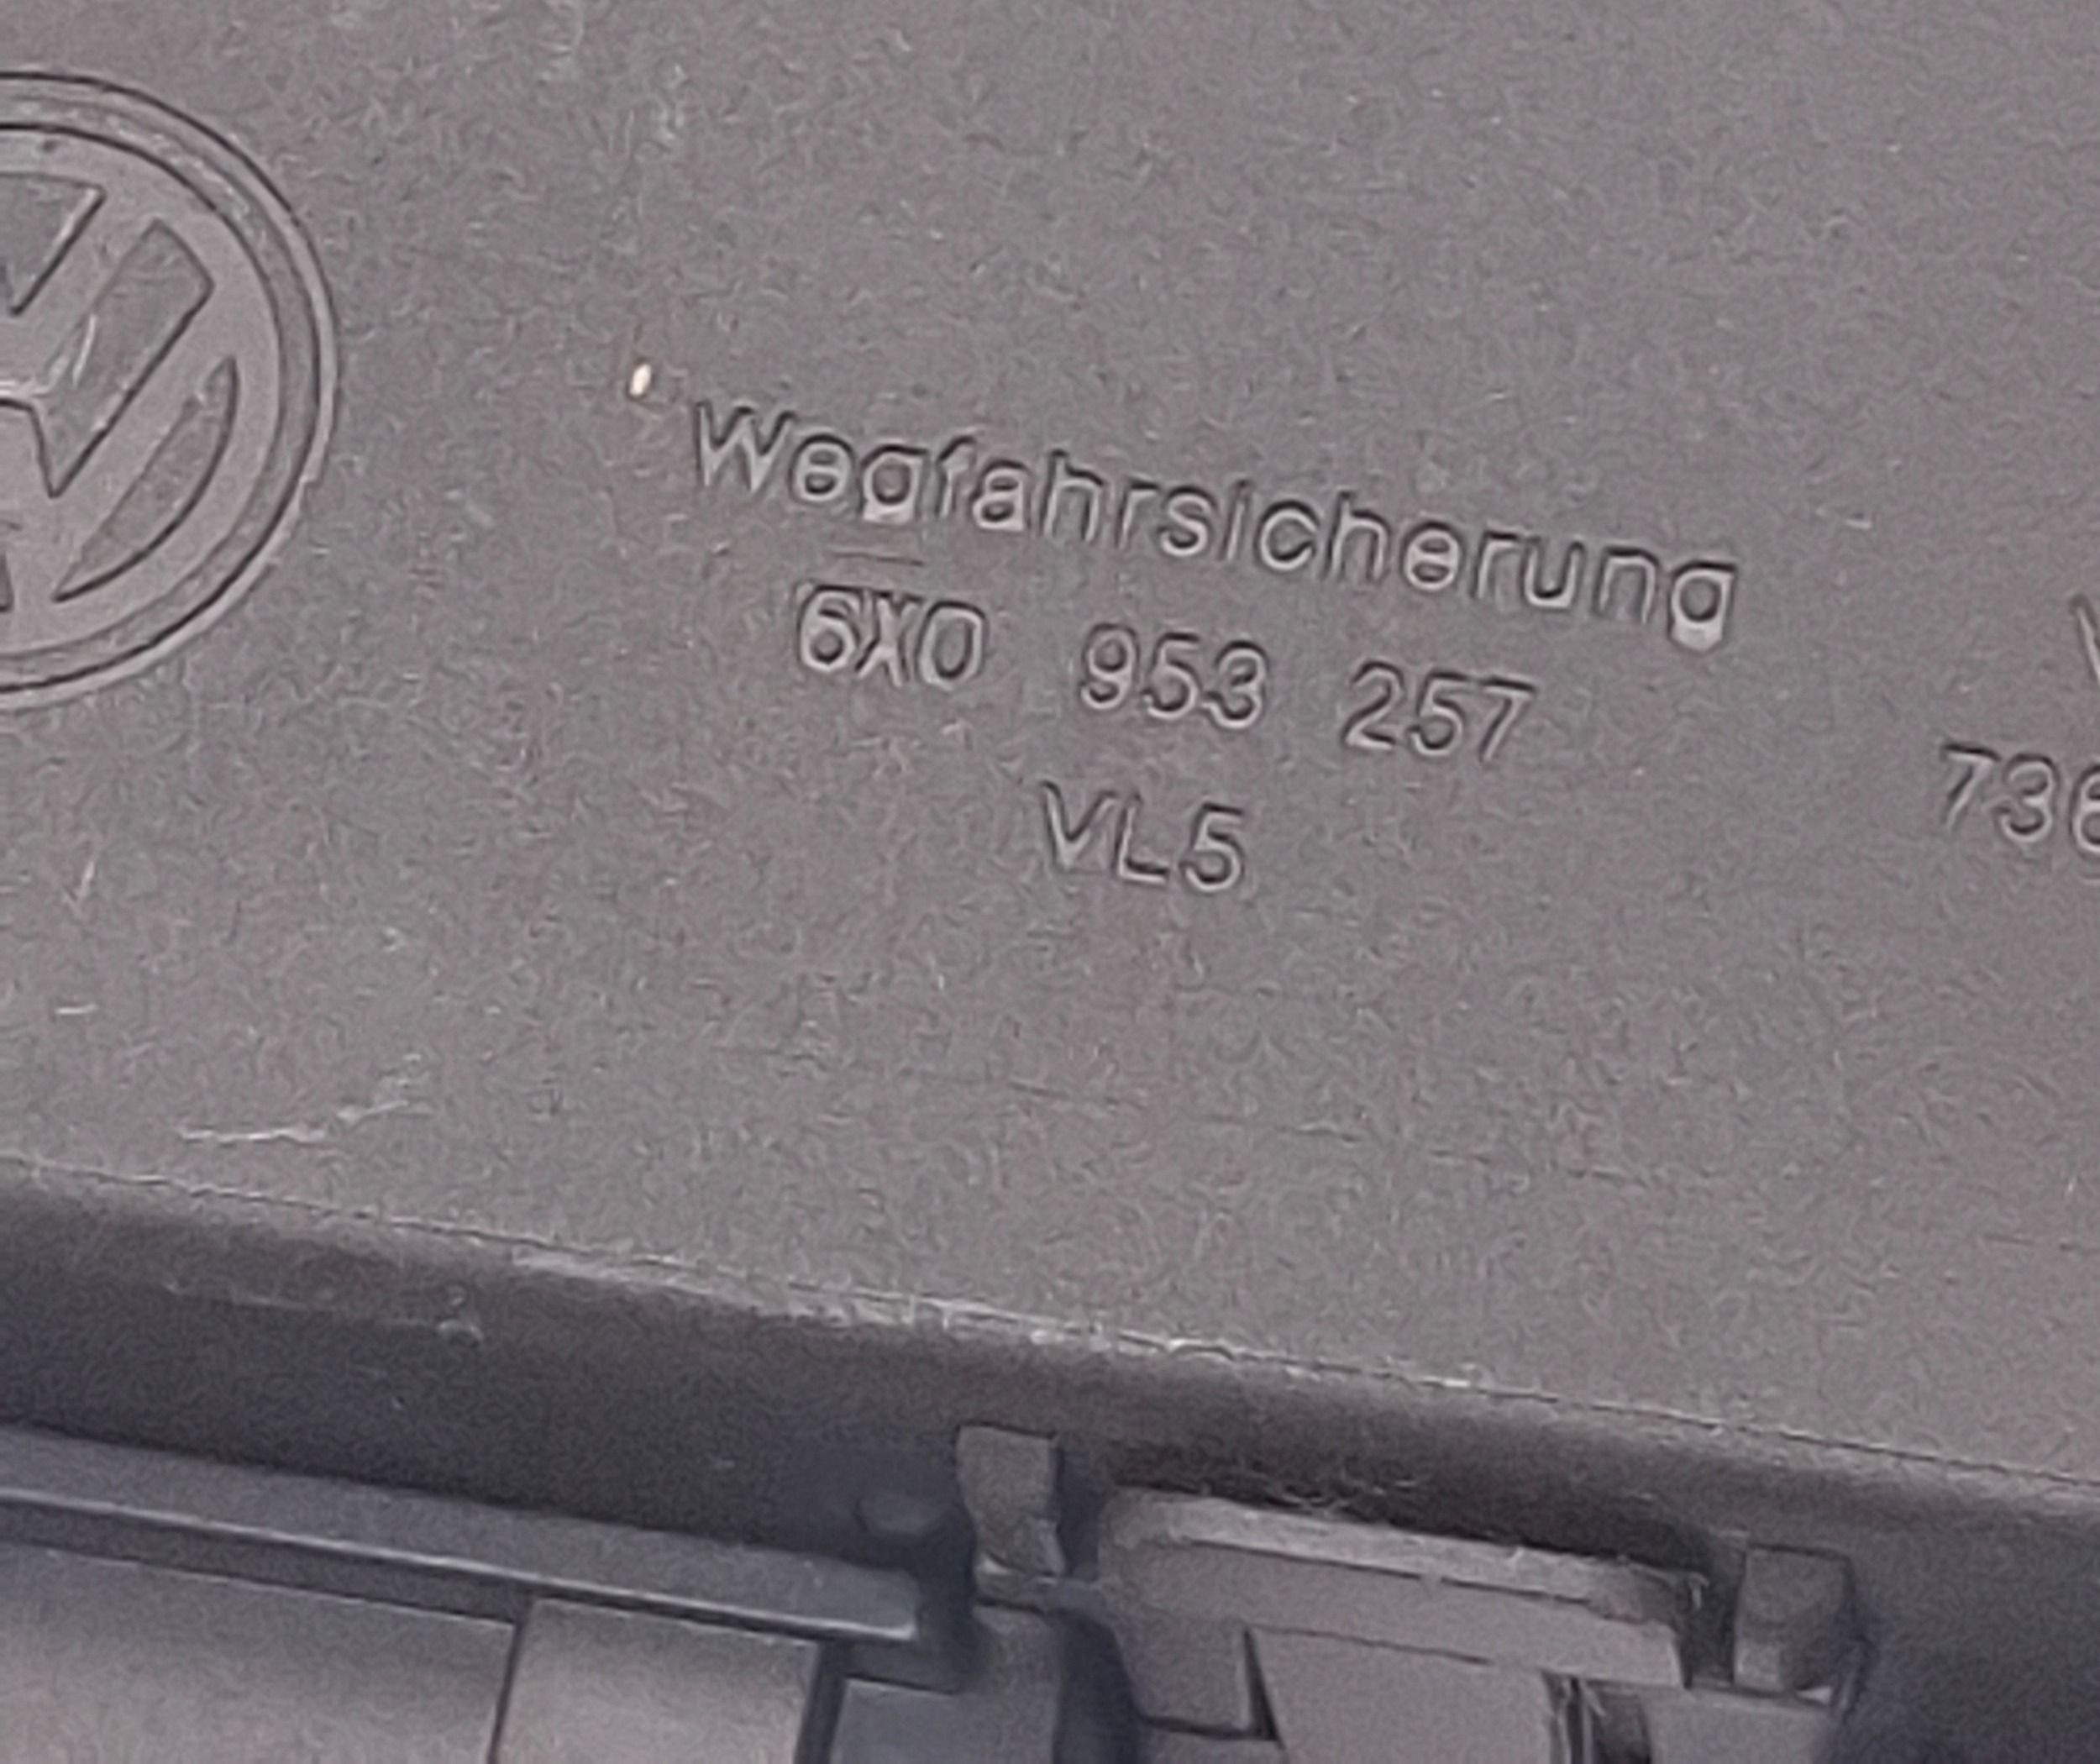 Wegfahrsicherung
6X0 953 257
VL5